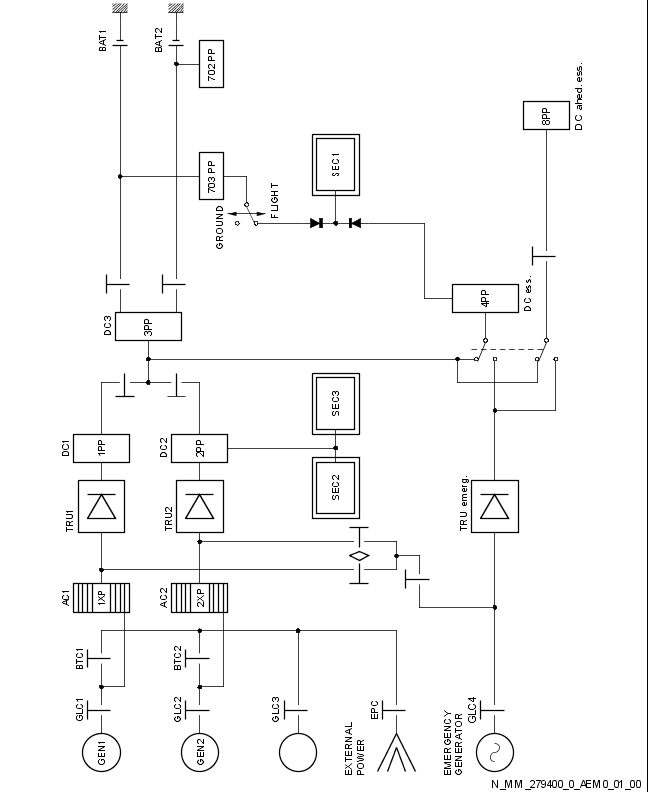 BAT1
BAT2
702 PP
703 PP
GROUND
FLIGHT
SEC1
8PP
DC shed. ess.
DC3
3PP
4PP
DC ess.
DC1
1PP
DC2
2PP
SEC3
SEC2
TRU1
TRU2
TRU emerg.
AC1
1XP
AC2
2XP
BTC1
BTC2
GLC1
GLC2
GLC3
EPC
GLC4
GEN1
GEN2
EXTERNAL
POWER
EMERGENCY
GENERATOR
N_MM_279400_0_AEM0_01_00